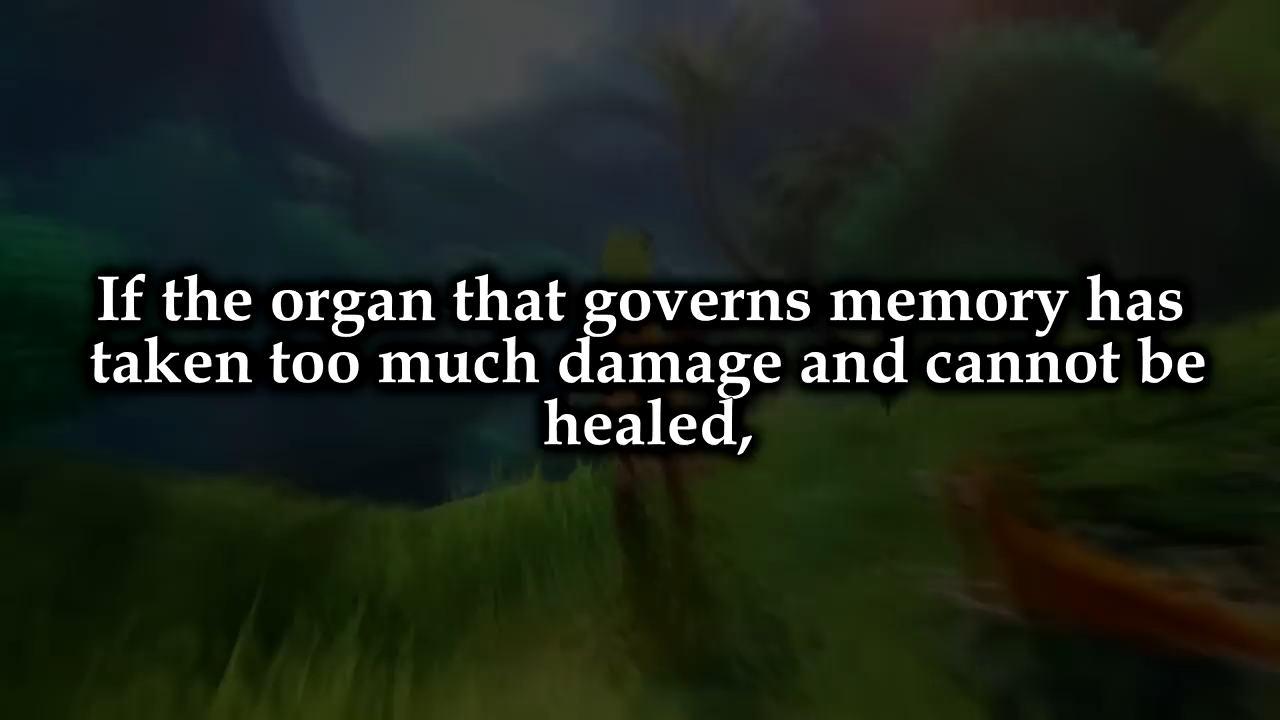 If the organ that governs memory has
taken too much damage and cannot be
healed,